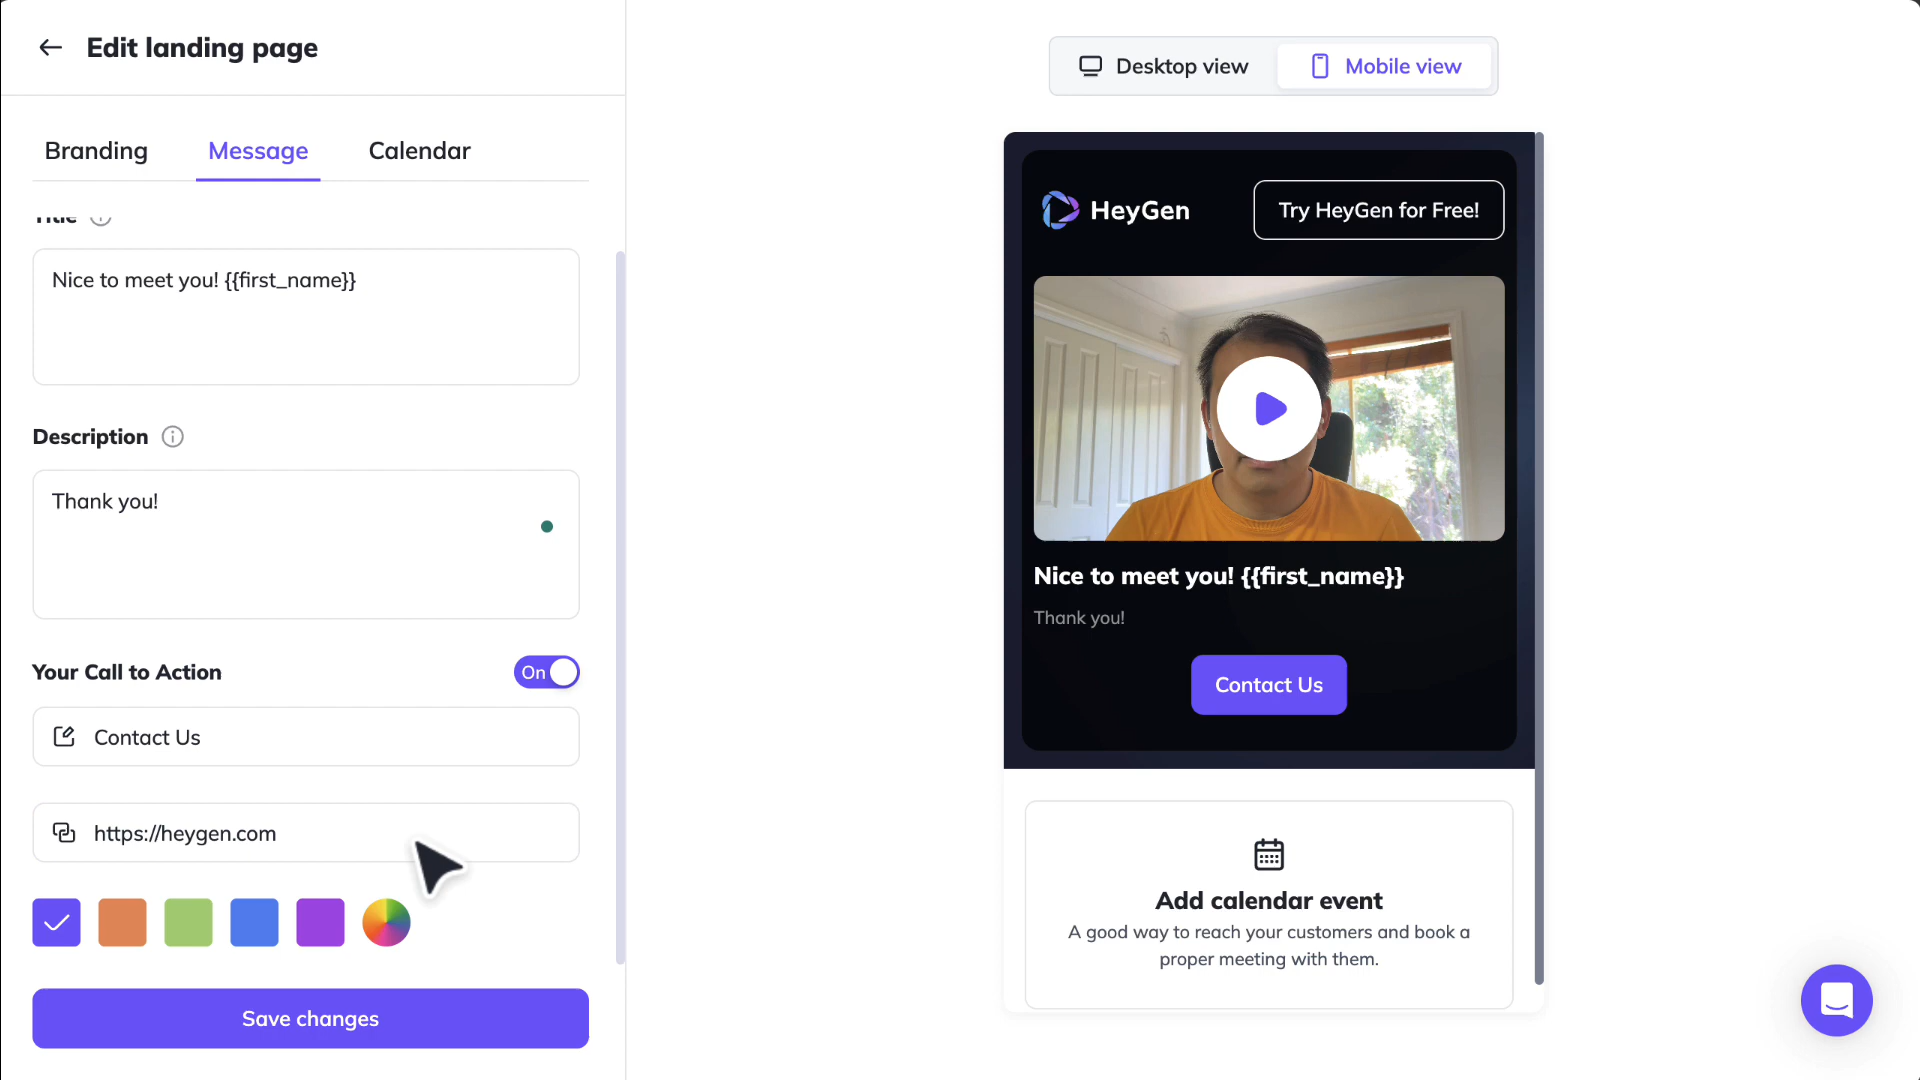 Edit landing page
Desktop view
Mobile view
Branding
Message
Calendar
Title
Nice to meet you! {{first_name}}
Description
Thank you!
Your Call to Action
On
Contact Us
https://heygen.com
Save changes
HeyGen
Try HeyGen for Free!
Nice to meet you! {{first_name}}
Thank you!
Contact Us
Add calendar event
A good way to reach your customers and book a
proper meeting with them.